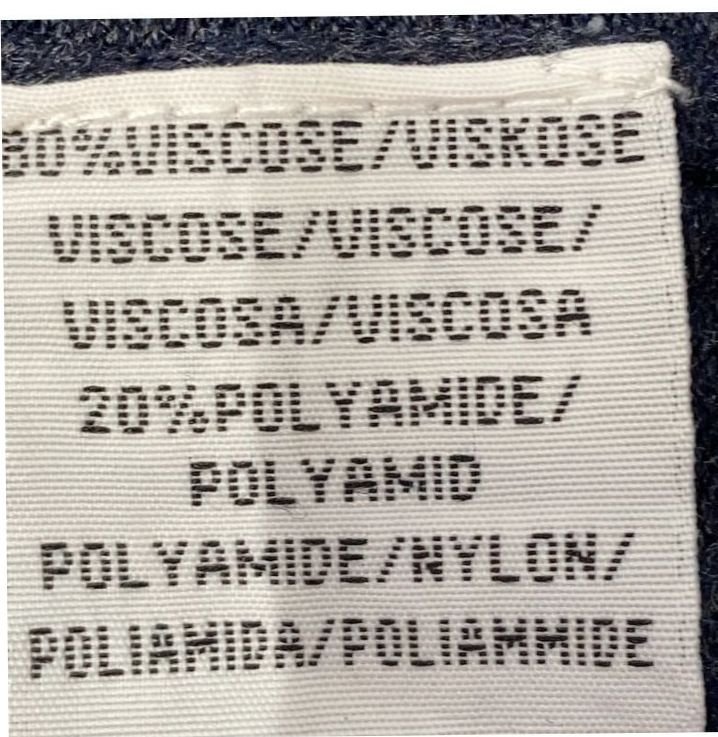 80%VISCOSE/VISKOSE
VISCOSE/VISCOSE/
VISCOSA/VISCOSA
20%POLYAMIDE/
POLYAMID
POLYAMIDE/NYLON/
POLIAMIDA/POLIAMMIDE